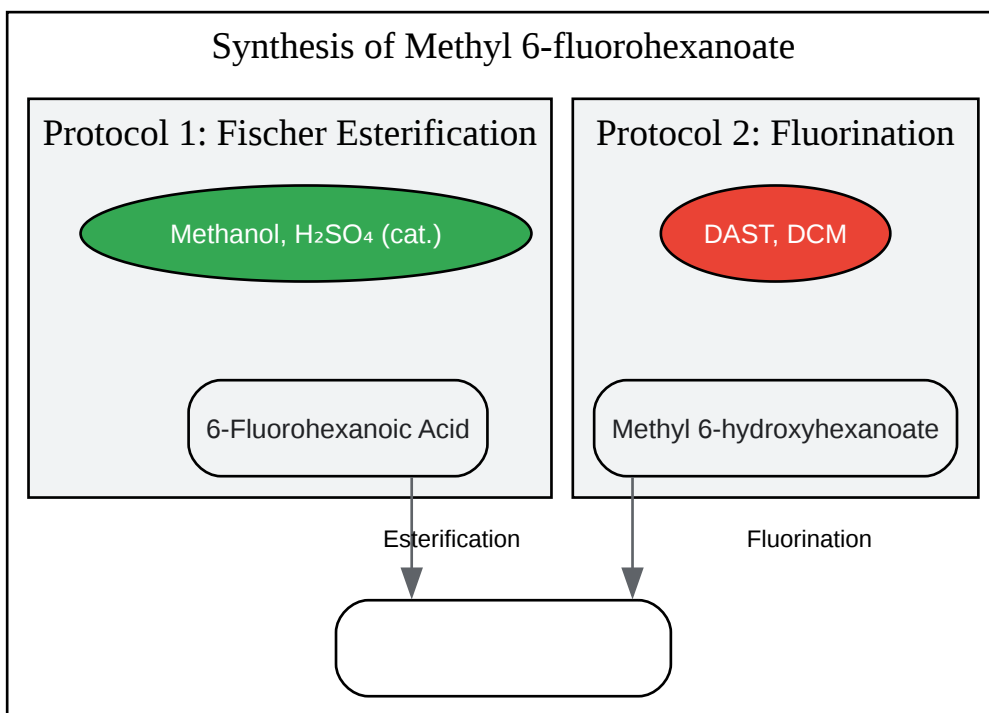 Synthesis of Methyl 6-fluorohexanoate
Protocol 1: Fischer Esterification
Methanol, H₂SO₄ (cat.)
6-Fluorohexanoic Acid
Protocol 2: Fluorination
DAST, DCM
Methyl 6-hydroxyhexanoate
Esterification
Fluorination